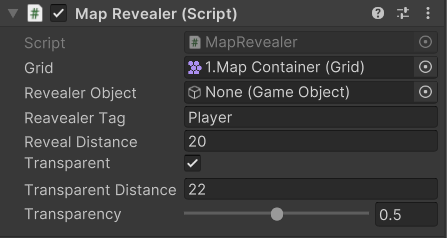 Map Revealer (Script)
Script MapRevealer
Grid 1.Map Container (Grid)
Revealer Object None (Game Object)
Reavealer Tag Player
Reveal Distance 20
Transparent
Transparent Distance 22
Transparency 0.5